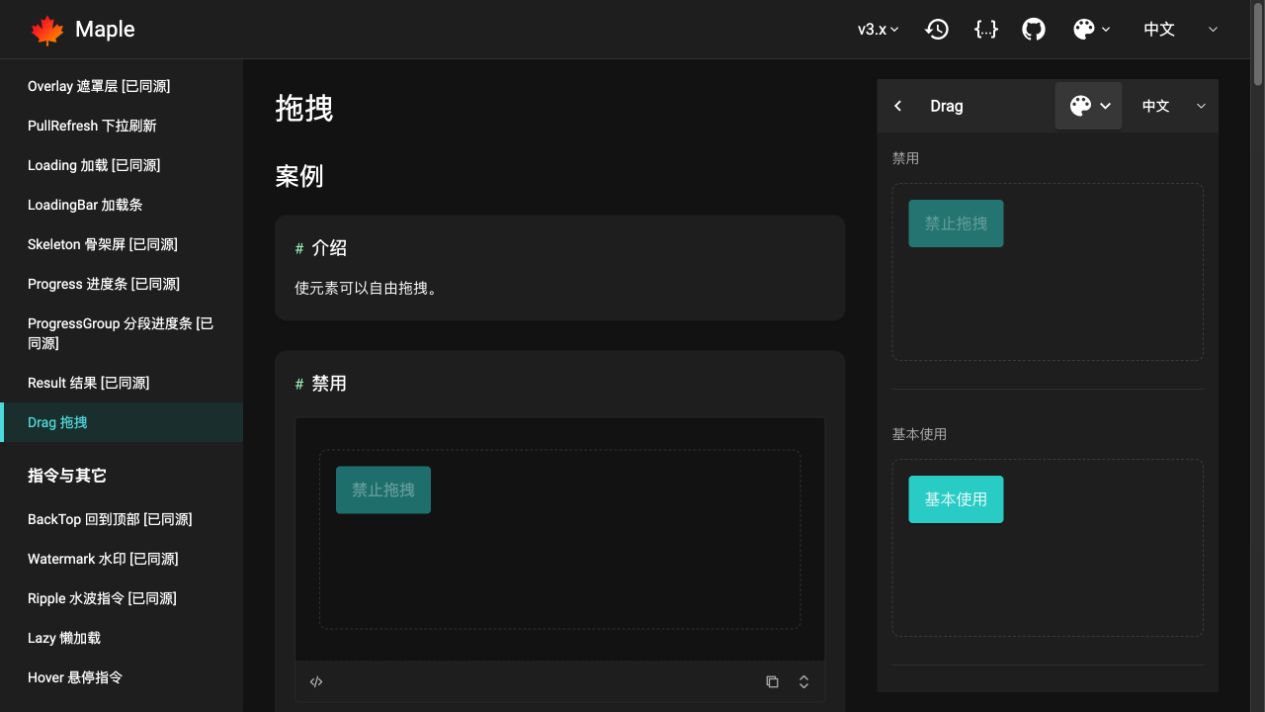 Maple
v3.x
中文
Overlay 遮罩层 [已同源]
PullRefresh 下拉刷新
Loading 加载 [已同源]
LoadingBar 加载条
Skeleton 骨架屏 [已同源]
Progress 进度条 [已同源]
ProgressGroup 分段进度条 [已
同源]
Result 结果 [已同源]
Drag 拖拽
指令与其它
BackTop 回到顶部 [已同源]
Watermark 水印 [已同源]
Ripple 水波指令 [已同源]
Lazy 懒加载
Hover 悬停指令
拖拽
案例
# 介绍
使元素可以自由拖拽。
# 禁用
禁止拖拽
Drag
中文
禁用
禁止拖拽
基本使用
基本使用